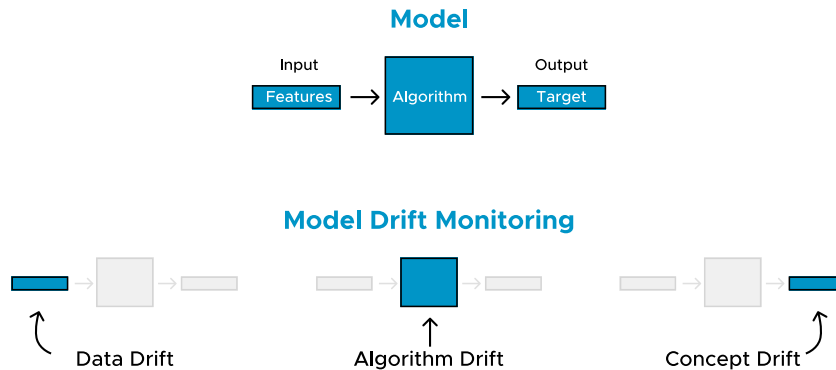 Model
Input
Output
Features
Algorithm
Target
Model Drift Monitoring
Data Drift
Algorithm Drift
Concept Drift